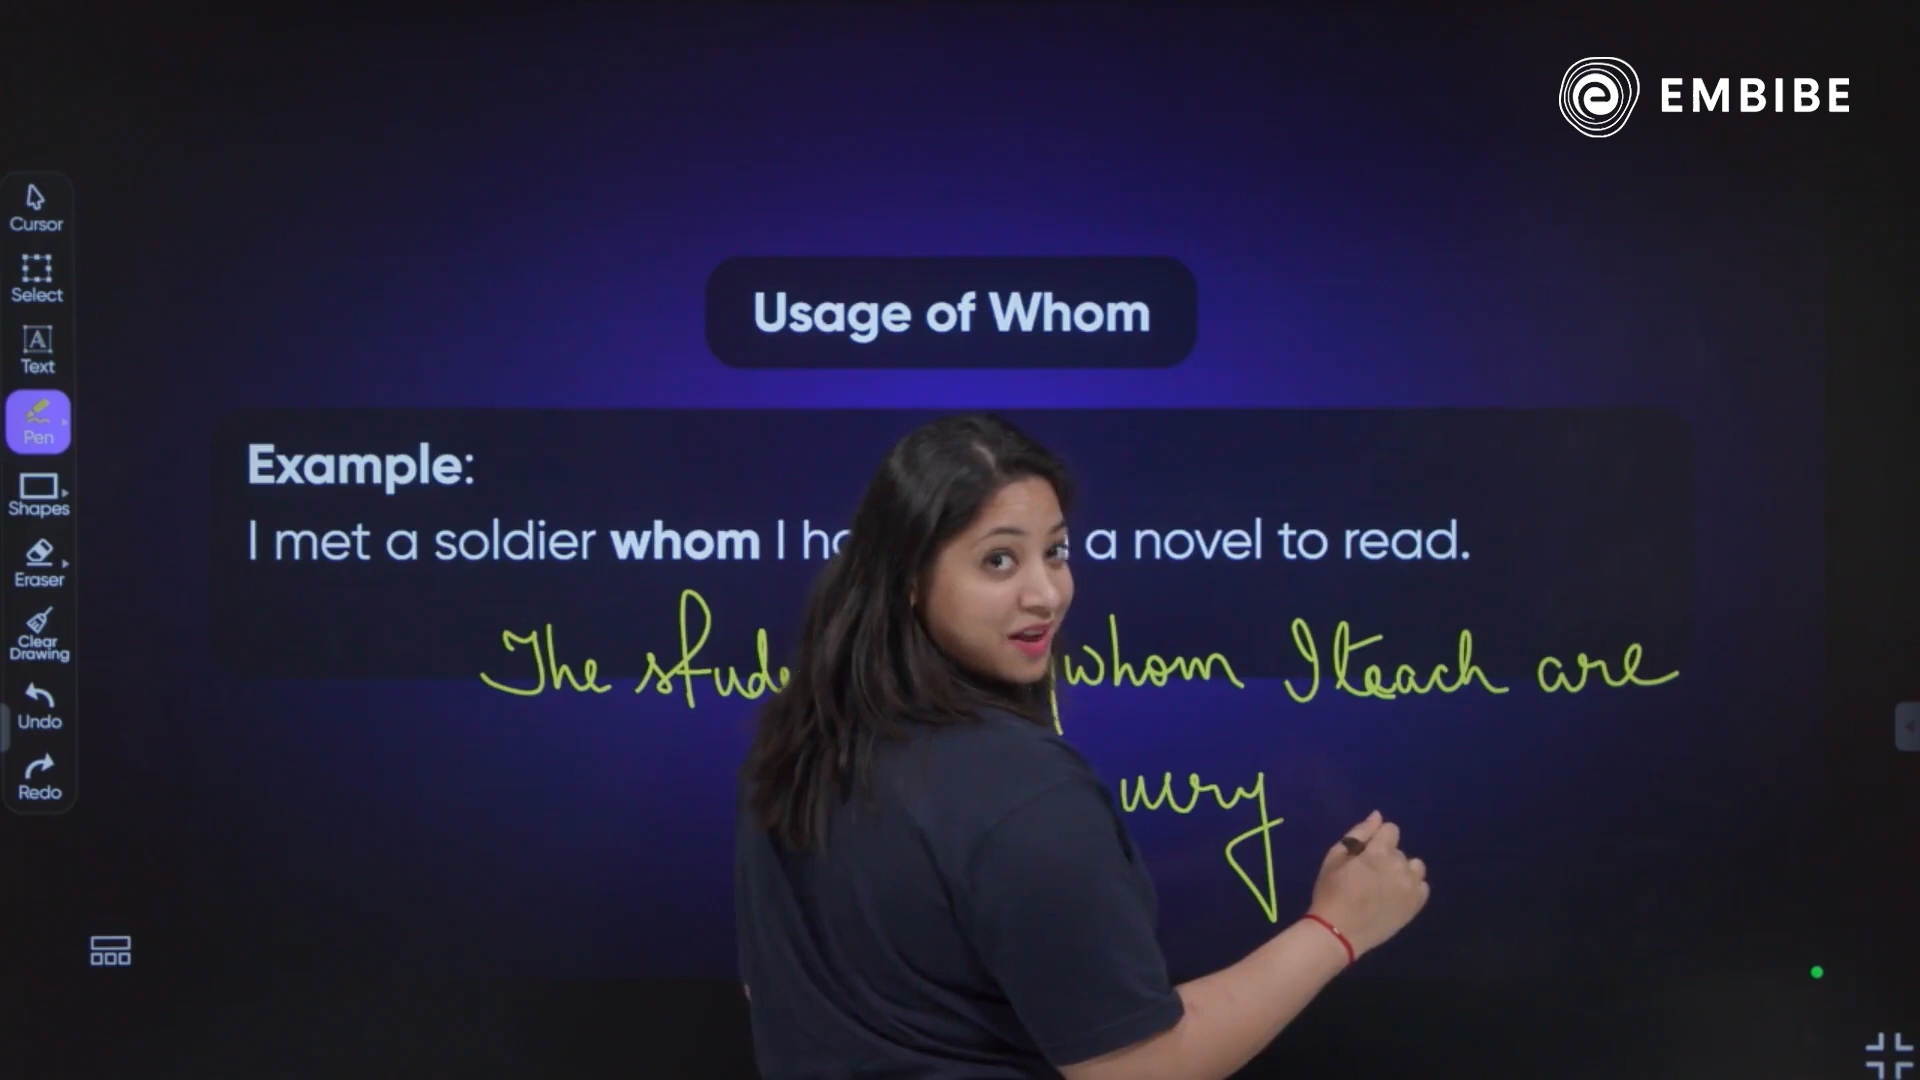 EMBIBE
Cursor
Select
Text
Pen
Shapes
Eraser
Clear
Drawing
Undo
Redo
Usage of Whom
Example:
I met a soldier whom I a novel to read.
The whom I teach are
very